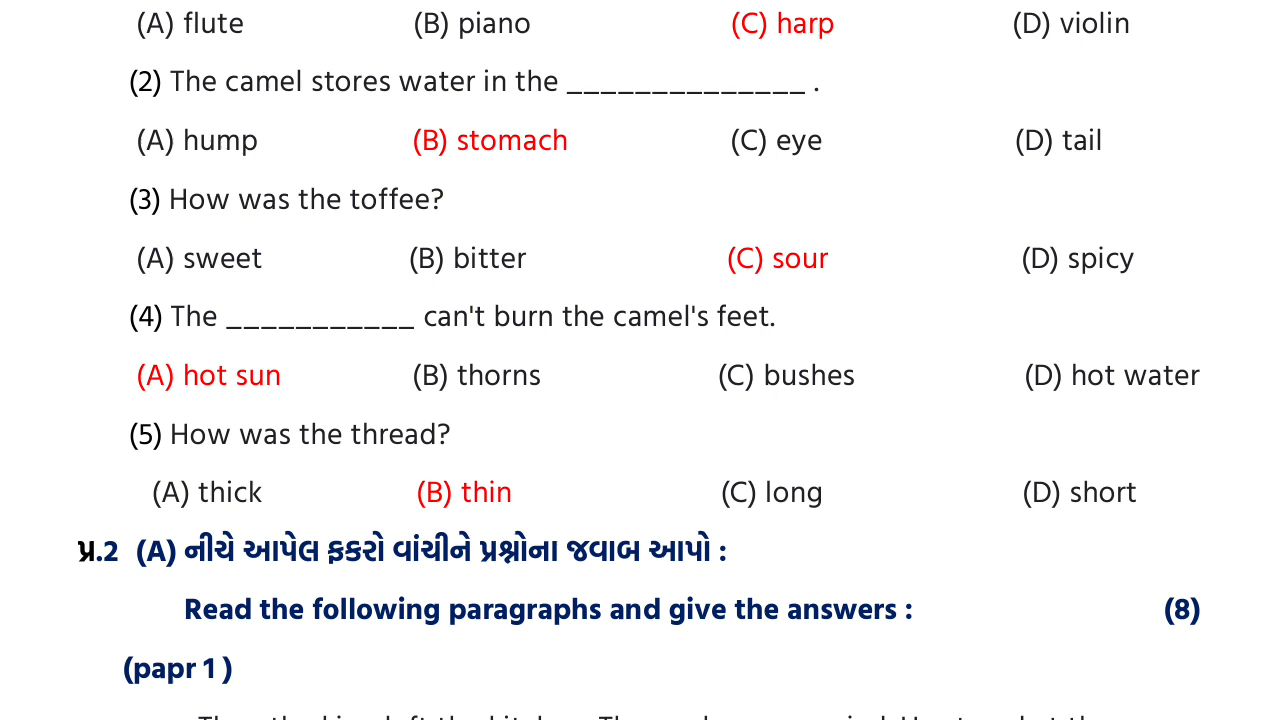 (A) flute (B) piano (C) harp (D) violin
(2) The camel stores water in the ______________ .
(A) hump (B) stomach (C) eye (D) tail
(3) How was the toffee?
(A) sweet (B) bitter (C) sour (D) spicy
(4) The ___________ can't burn the camel's feet.
(A) hot sun (B) thorns (C) bushes (D) hot water
(5) How was the thread?
(A) thick (B) thin (C) long (D) short
પ્ર.2 (A) નીચે આપેલ ફકરો વાંચીને પ્રશ્નોના જવાબ આપો :
Read the following paragraphs and give the answers : (8)
(papr 1 )